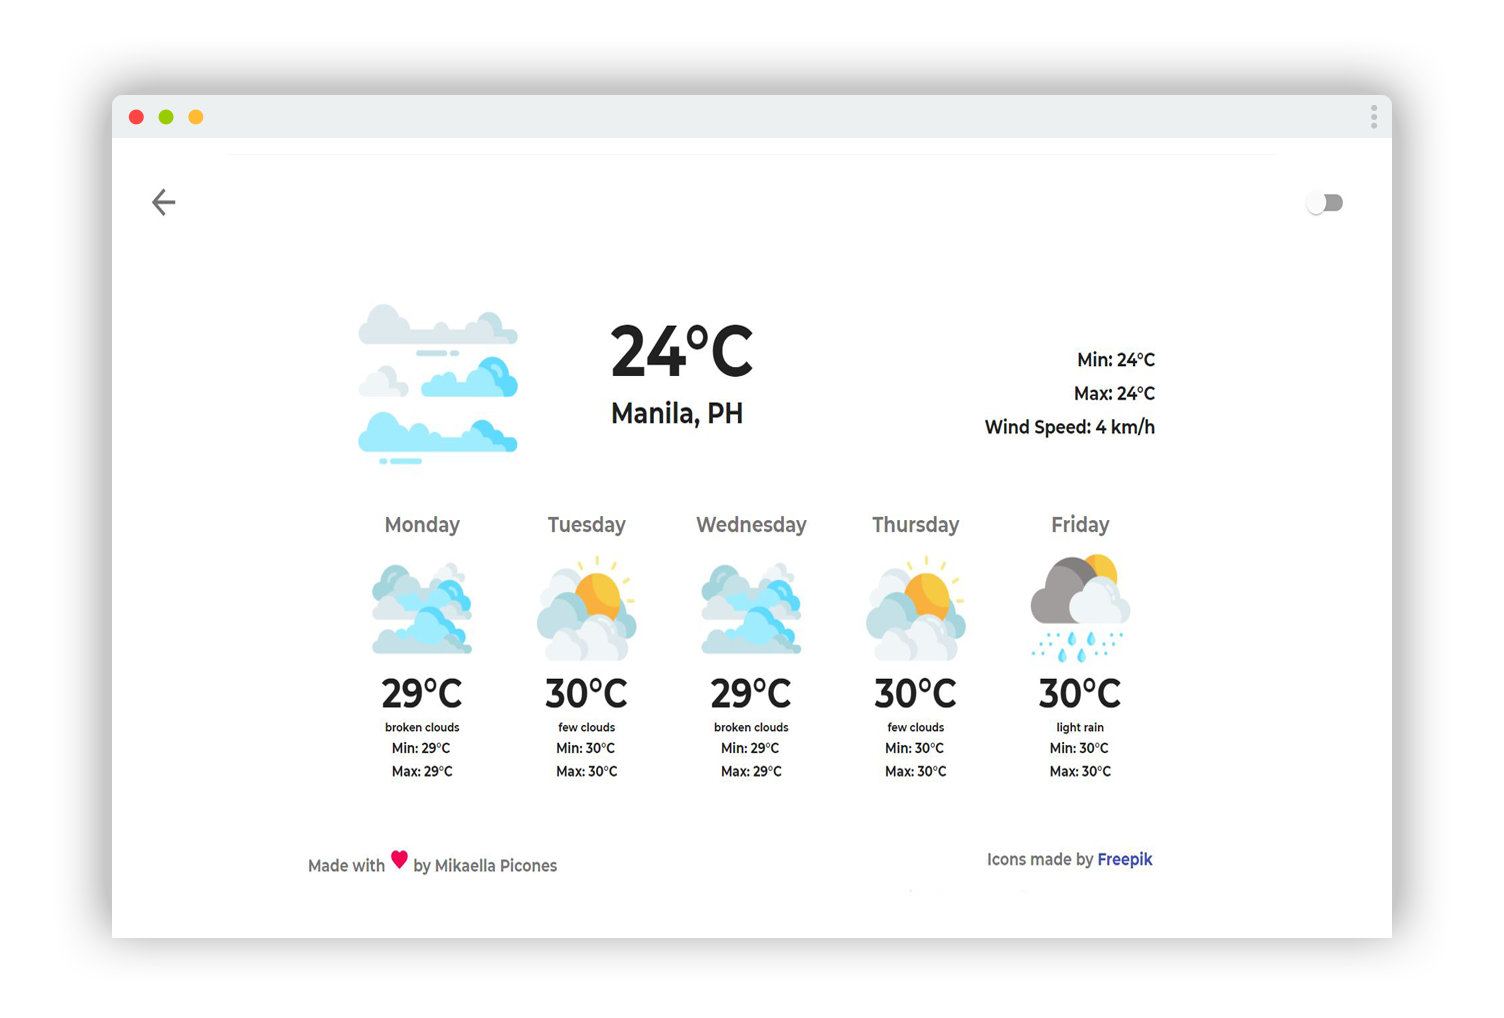 24°C
Manila, PH
Min: 24°C
Max: 24°C
Wind Speed: 4 km/h
Monday
29°C
broken clouds
Min: 29°C
Max: 29°C
Tuesday
30°C
few clouds
Min: 30°C
Max: 30°C
Wednesday
29°C
broken clouds
Min: 29°C
Max: 29°C
Thursday
30°C
few clouds
Min: 30°C
Max: 30°C
Friday
30°C
light rain
Min: 30°C
Max: 30°C
Made with ❤ by Mikaella Picones
Icons made by Freepik